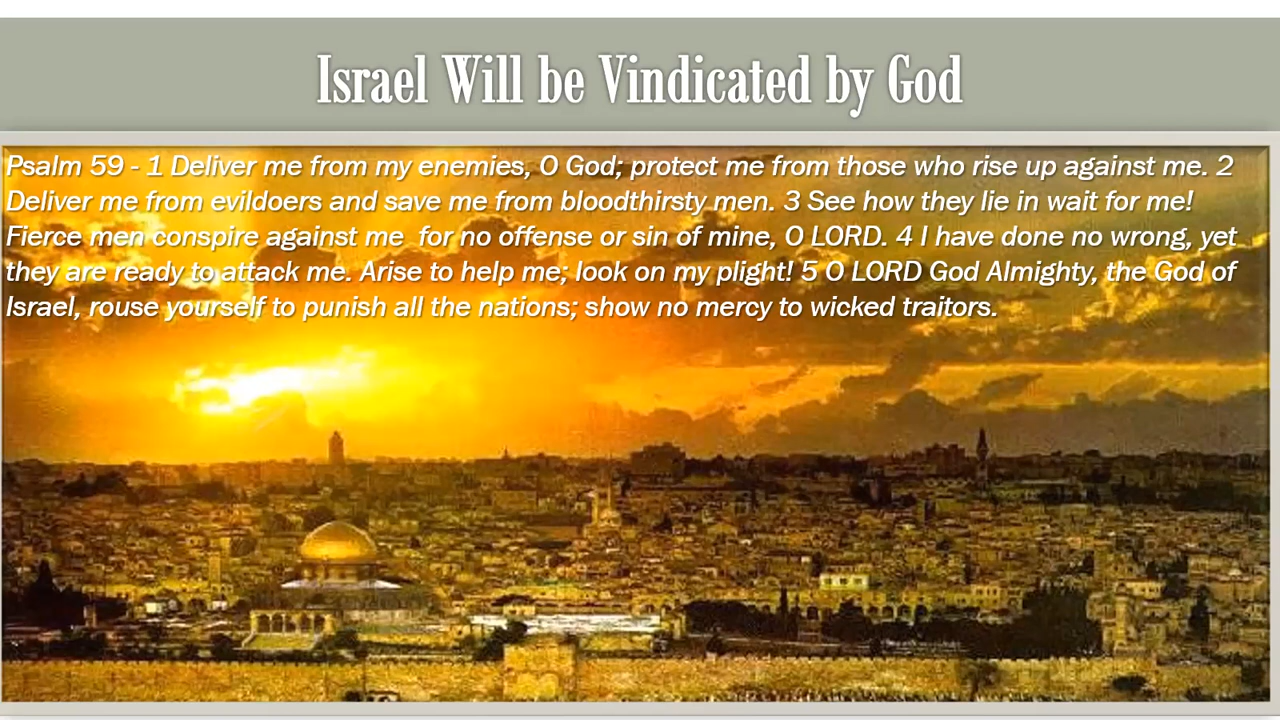 Israel Will be Vindicated by God
Psalm 59 - 1 Deliver me from my enemies, O God; protect me from those who rise up against me. 2
Deliver me from evildoers and save me from bloodthirsty men. 3 See how they lie in wait for me!
Fierce men conspire against me  for no offense or sin of mine, O LORD. 4 I have done no wrong, yet
they are ready to attack me. Arise to help me; look on my plight! 5 O LORD God Almighty, the God of
Israel, rouse yourself to punish all the nations; show no mercy to wicked traitors.